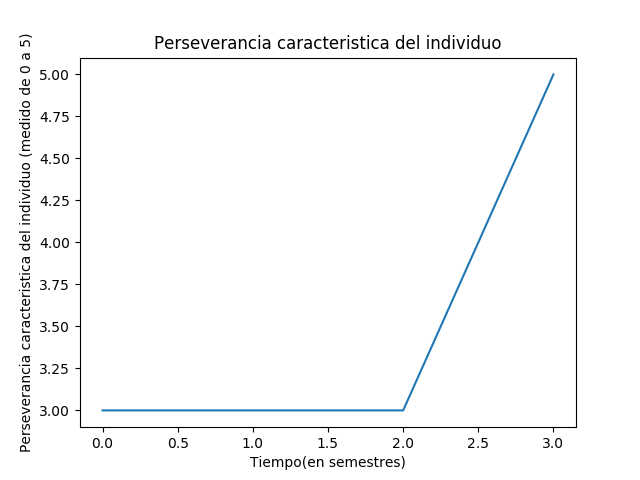 Perseverancia caracteristica del individuo
Perseverancia caracteristica del individuo (medido de 0 a 5)
5.00
4.75
4.50
4.25
4.00
3.75
3.50
3.25
3.00
0.0 0.5 1.0 1.5 2.0 2.5 3.0
Tiempo(en semestres)